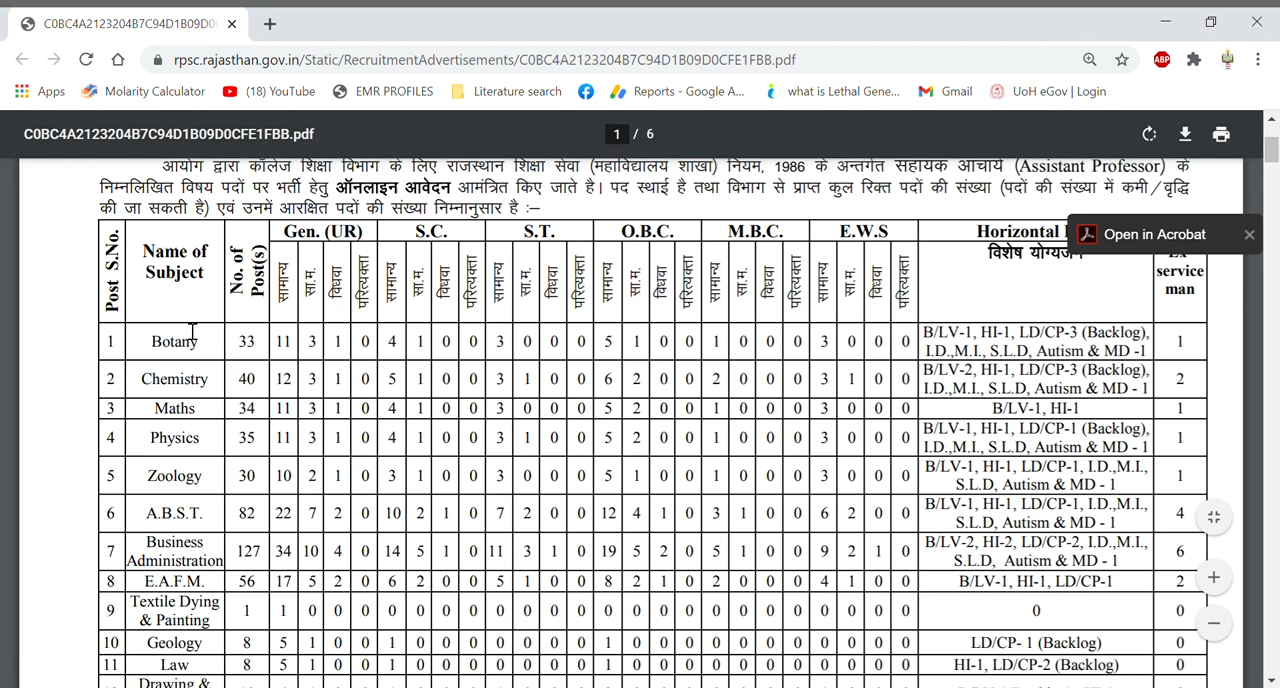 C0BC4A2123204B7C94D1B09D0
rpsc.rajasthan.gov.in/Static/RecruitmentAdvertisements/C0BC4A2123204B7C94D1B09D0CFE1FBB.pdf
ABP
Apps Molarity Calculator (18) YouTube EMR PROFILES Literature search Reports - Google A... what is Lethal Gene... Gmail UoH eGov | Login
C0BC4A2123204B7C94D1B09D0CFE1FBB.pdf 1 / 6
आयोग द्वारा कॉलेज शिक्षा विभाग के लिए राजस्थान शिक्षा सेवा (महाविद्यालय शाखा) नियम, 1986 के अन्तर्गत सहायक आचार्य (Assistant Professor) के
निम्नलिखित विषय पदों पर भर्ती हेतु ऑनलाइन आवेदन आमंत्रित किए जाते है। पद स्थाई है तथा विभाग से प्राप्त कुल रिक्त पदों की संख्या (पदों की संख्या में कमी/वृद्धि
की जा सकती है) एवं उनमें आरक्षित पदों की संख्या निम्नानुसार है :–
Post S.No. Name of Subject No. of Post(s) Gen. (UR) S.C. S.T. O.B.C. M.B.C. E.W.S Horizontal
विशेष योग्यजन
service man
Open in Acrobat
सामान्य सा.म. विधवा परित्यक्ता सामान्य सा.म. विधवा परित्यक्ता सामान्य सा.म. विधवा परित्यक्ता सामान्य सा.म. विधवा परित्यक्ता सामान्य सा.म. विधवा परित्यक्ता सामान्य सा.म. विधवा परित्यक्ता
1 Botany 33 11 3 1 0 4 1 0 0 3 0 0 0 5 1 0 0 1 0 0 0 3 0 0 0 B/LV-1, HI-1, LD/CP-3 (Backlog), I.D.,M.I., S.L.D, Autism & MD -1 1
2 Chemistry 40 12 3 1 0 5 1 0 0 3 1 0 0 6 2 0 0 2 0 0 0 3 1 0 0 B/LV-2, HI-1, LD/CP-3 (Backlog), I.D.,M.I., S.L.D, Autism & MD - 1 2
3 Maths 34 11 3 1 0 4 1 0 0 3 0 0 0 5 2 0 0 1 0 0 0 3 0 0 0 B/LV-1, HI-1 1
4 Physics 35 11 3 1 0 4 1 0 0 3 1 0 0 5 2 0 0 1 0 0 0 3 0 0 0 B/LV-1, HI-1, LD/CP-1 (Backlog), I.D.,M.I., S.L.D, Autism & MD - 1 1
5 Zoology 30 10 2 1 0 3 1 0 0 3 0 0 0 5 1 0 0 1 0 0 0 3 0 0 0 B/LV-1, HI-1, LD/CP-1, I.D.,M.I., S.L.D, Autism & MD - 1 1
6 A.B.S.T. 82 22 7 2 0 10 2 1 0 7 2 0 0 12 4 1 0 3 1 0 0 6 2 0 0 B/LV-1, HI-1, LD/CP-1, I.D.,M.I., S.L.D, Autism & MD - 1 4
7 Business Administration 127 34 10 4 0 14 5 1 0 11 3 1 0 19 5 2 0 5 1 0 0 9 2 1 0 B/LV-2, HI-2, LD/CP-2, I.D.,M.I., S.L.D, Autism & MD - 1 6
8 E.A.F.M. 56 17 5 2 0 6 2 0 0 5 1 0 0 8 2 1 0 2 0 0 0 4 1 0 0 B/LV-1, HI-1, LD/CP-1 2
9 Textile Dying & Painting 1 1 0 0 0 0 0 0 0 0 0 0 0 0 0 0 0 0 0 0 0 0 0 0 0 0 0
10 Geology 8 5 1 0 0 1 0 0 0 0 0 0 0 1 0 0 0 0 0 0 0 0 0 0 0 LD/CP- 1 (Backlog) 0
11 Law 8 5 1 0 0 1 0 0 0 0 0 0 0 1 0 0 0 0 0 0 0 0 0 0 0 HI-1, LD/CP-2 (Backlog) 0
Drawing &